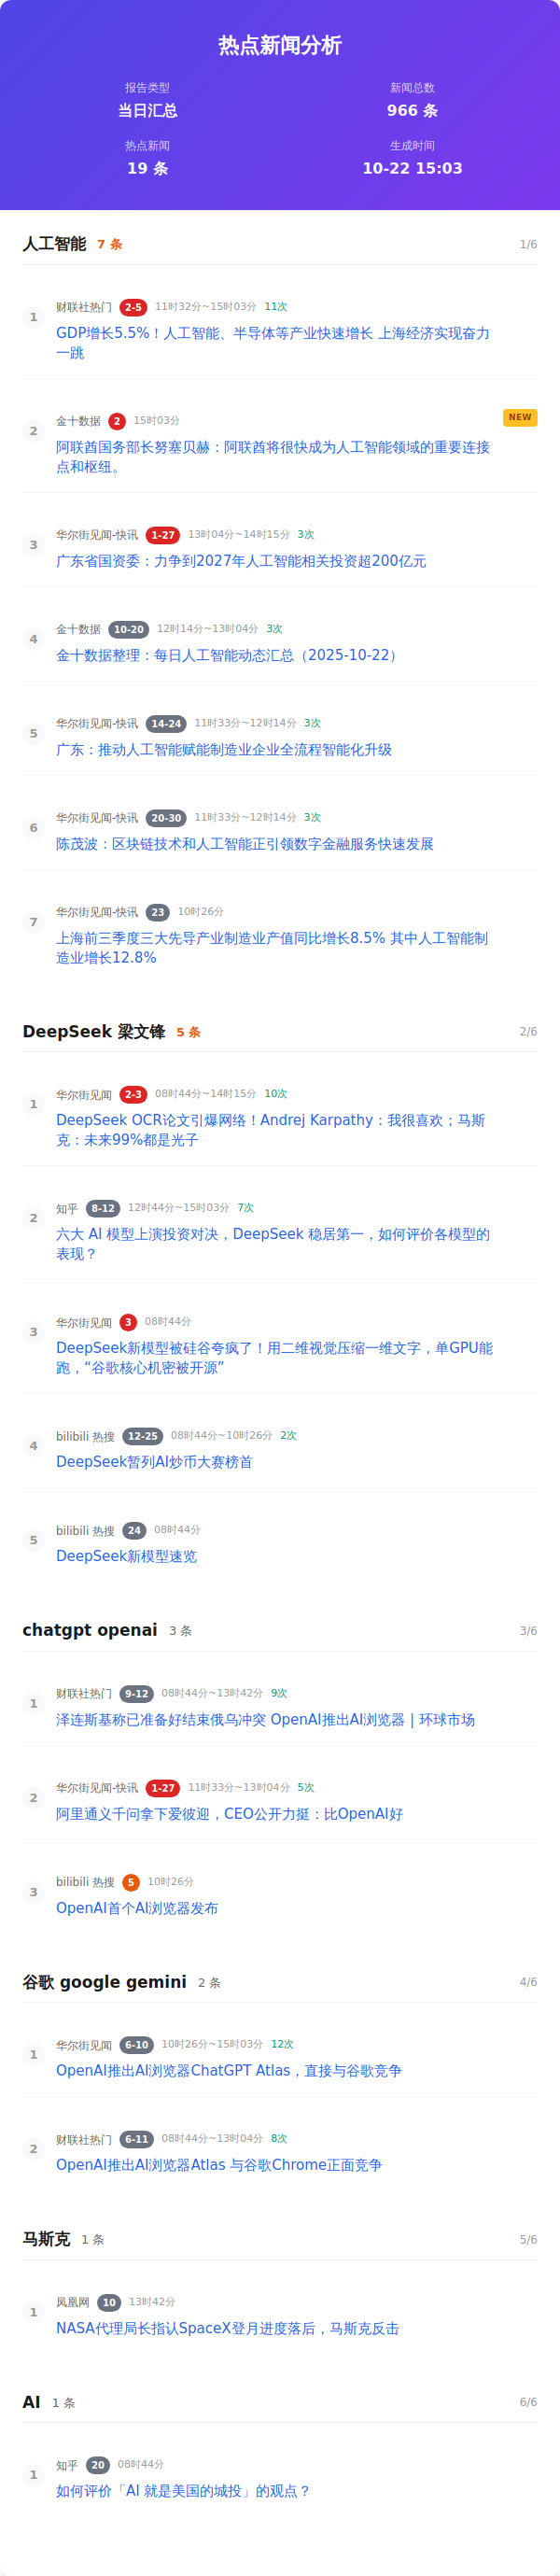 热点新闻分析
报告类型
当日汇总
新闻总数
966 条
热点新闻
19 条
生成时间
10-22 15:03
人工智能 7 条 1/6
1
财联社热门 2-5 11时32分~15时03分 11次
GDP增长5.5%！人工智能、半导体等产业快速增长 上海经济实现奋力
一跳
2
金十数据 2 15时03分 NEW
阿联酋国务部长努塞贝赫：阿联酋将很快成为人工智能领域的重要连接
点和枢纽。
3
华尔街见闻-快讯 1-27 13时04分~14时15分 3次
广东省国资委：力争到2027年人工智能相关投资超200亿元
4
金十数据 10-20 12时14分~13时04分 3次
金十数据整理：每日人工智能动态汇总（2025-10-22）
5
华尔街见闻-快讯 14-24 11时33分~12时14分 3次
广东：推动人工智能赋能制造业企业全流程智能化升级
6
华尔街见闻-快讯 20-30 11时33分~12时14分 3次
陈茂波：区块链技术和人工智能正引领数字金融服务快速发展
7
华尔街见闻-快讯 23 10时26分
上海前三季度三大先导产业制造业产值同比增长8.5% 其中人工智能制
造业增长12.8%
DeepSeek 梁文锋 5 条 2/6
1
华尔街见闻 2-3 08时44分~14时15分 10次
DeepSeek OCR论文引爆网络！Andrej Karpathy：我很喜欢；马斯
克：未来99%都是光子
2
知乎 8-12 12时44分~15时03分 7次
六大 AI 模型上演投资对决，DeepSeek 稳居第一，如何评价各模型的
表现？
3
华尔街见闻 3 08时44分
DeepSeek新模型被硅谷夸疯了！用二维视觉压缩一维文字，单GPU能
跑，“谷歌核心机密被开源”
4
bilibili 热搜 12-25 08时44分~10时26分 2次
DeepSeek暂列AI炒币大赛榜首
5
bilibili 热搜 24 08时44分
DeepSeek新模型速览
chatgpt openai 3 条 3/6
1
财联社热门 9-12 08时44分~13时42分 9次
泽连斯基称已准备好结束俄乌冲突 OpenAI推出AI浏览器 | 环球市场
2
华尔街见闻-快讯 1-27 11时33分~13时04分 5次
阿里通义千问拿下爱彼迎，CEO公开力挺：比OpenAI好
3
bilibili 热搜 5 10时26分
OpenAI首个AI浏览器发布
谷歌 google gemini 2 条 4/6
1
华尔街见闻 6-10 10时26分~15时03分 12次
OpenAI推出AI浏览器ChatGPT Atlas，直接与谷歌竞争
2
财联社热门 6-11 08时44分~13时04分 8次
OpenAI推出AI浏览器Atlas 与谷歌Chrome正面竞争
马斯克 1 条 5/6
1
凤凰网 10 13时42分
NASA代理局长指认SpaceX登月进度落后，马斯克反击
AI 1 条 6/6
1
知乎 20 08时44分
如何评价「AI 就是美国的城投」的观点？